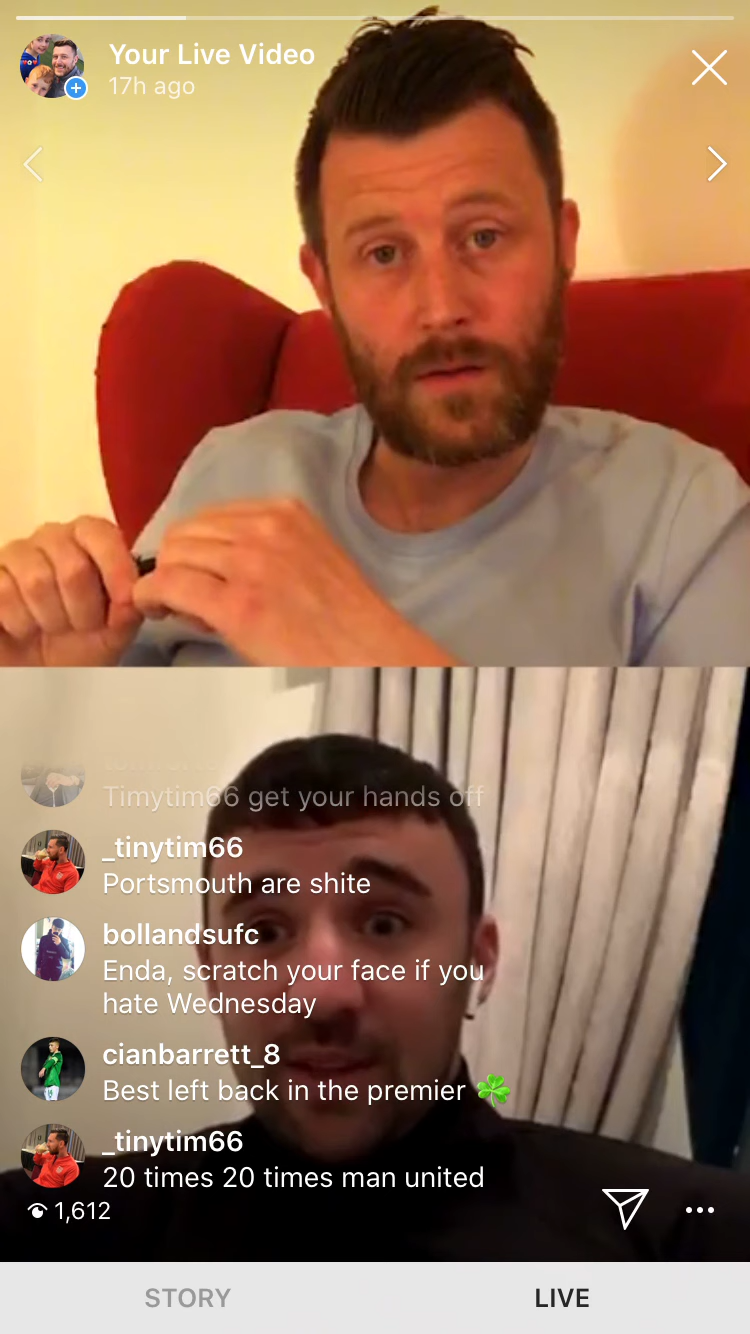 Your Live Video
17h ago
Timytim66 get your hands off
_tinytim66
Portsmouth are shite
bollandsufc
Enda, scratch your face if you
hate Wednesday
cianbarrett_8
Best left back in the premier ☘️
_tinytim66
20 times 20 times man united
1,612
STORY
LIVE